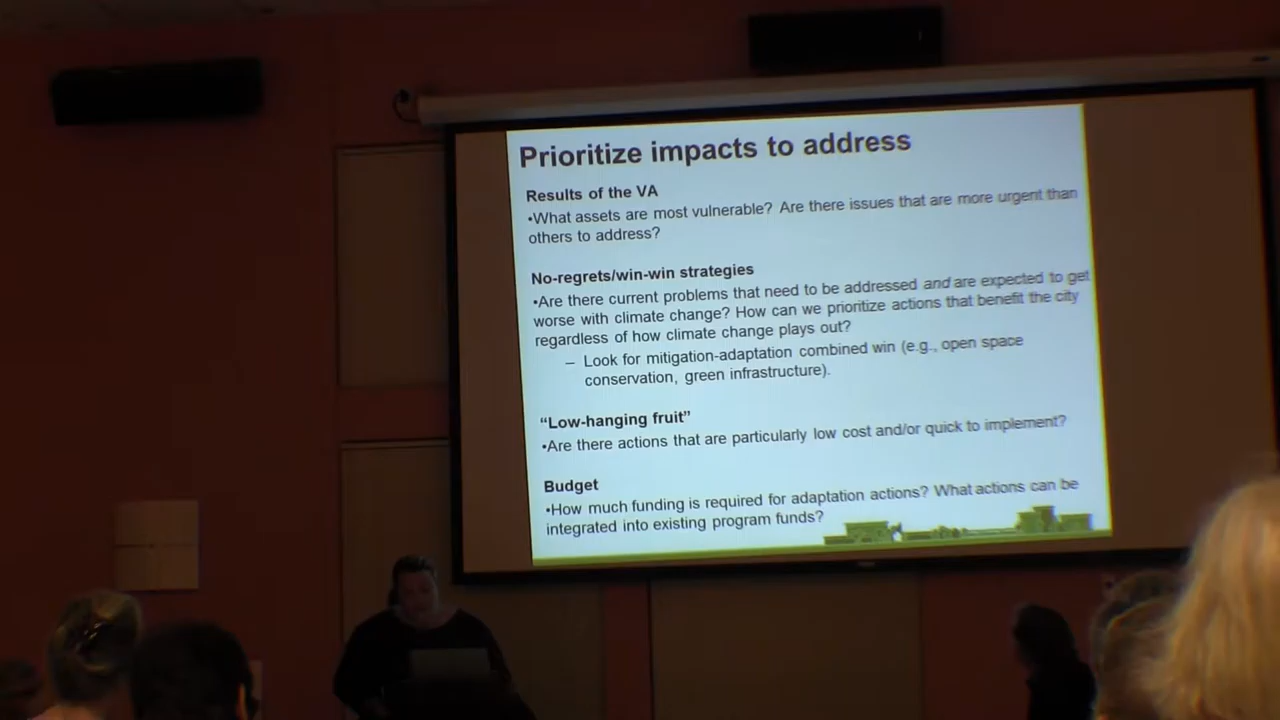 Prioritize impacts to address
Results of the VA
•What assets are most vulnerable? Are there issues that are more urgent than
others to address?
No-regrets/win-win strategies
•Are there current problems that need to be addressed and are expected to get
worse with climate change? How can we prioritize actions that benefit the city
regardless of how climate change plays out?
– Look for mitigation-adaptation combined win (e.g., open space
conservation, green infrastructure).
“Low-hanging fruit”
•Are there actions that are particularly low cost and/or quick to implement?
Budget
•How much funding is required for adaptation actions? What actions can be
integrated into existing program funds?